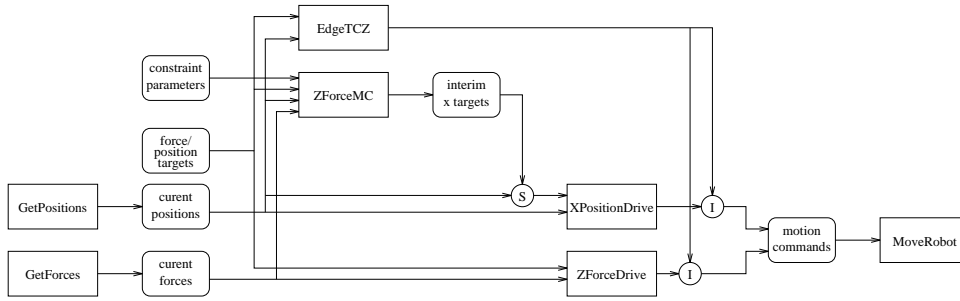 EdgeTCZ
constraint
parameters
ZForceMC
interim
x targets
force/
position
targets
GetPositions
curent
positions
S
XPositionDrive
I
motion
commands
MoveRobot
GetForces
curent
forces
ZForceDrive
I